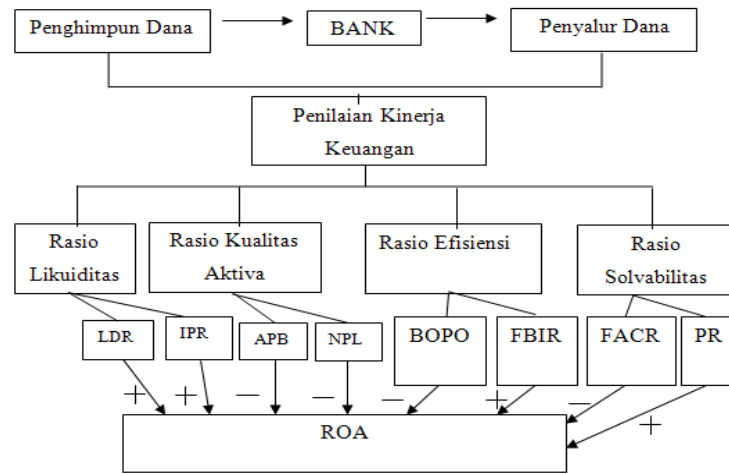 Penghimpun Dana
BANK
Penyalur Dana
Penilaian Kinerja
Keuangan
Rasio
Likuiditas
Rasio Kualitas
Aktiva
Rasio Efisiensi
Rasio
Solvabilitas
LDR
IPR
APB
NPL
BOPO
FBIR
FACR
PR
+
+
−
−
−
+
−
+
ROA